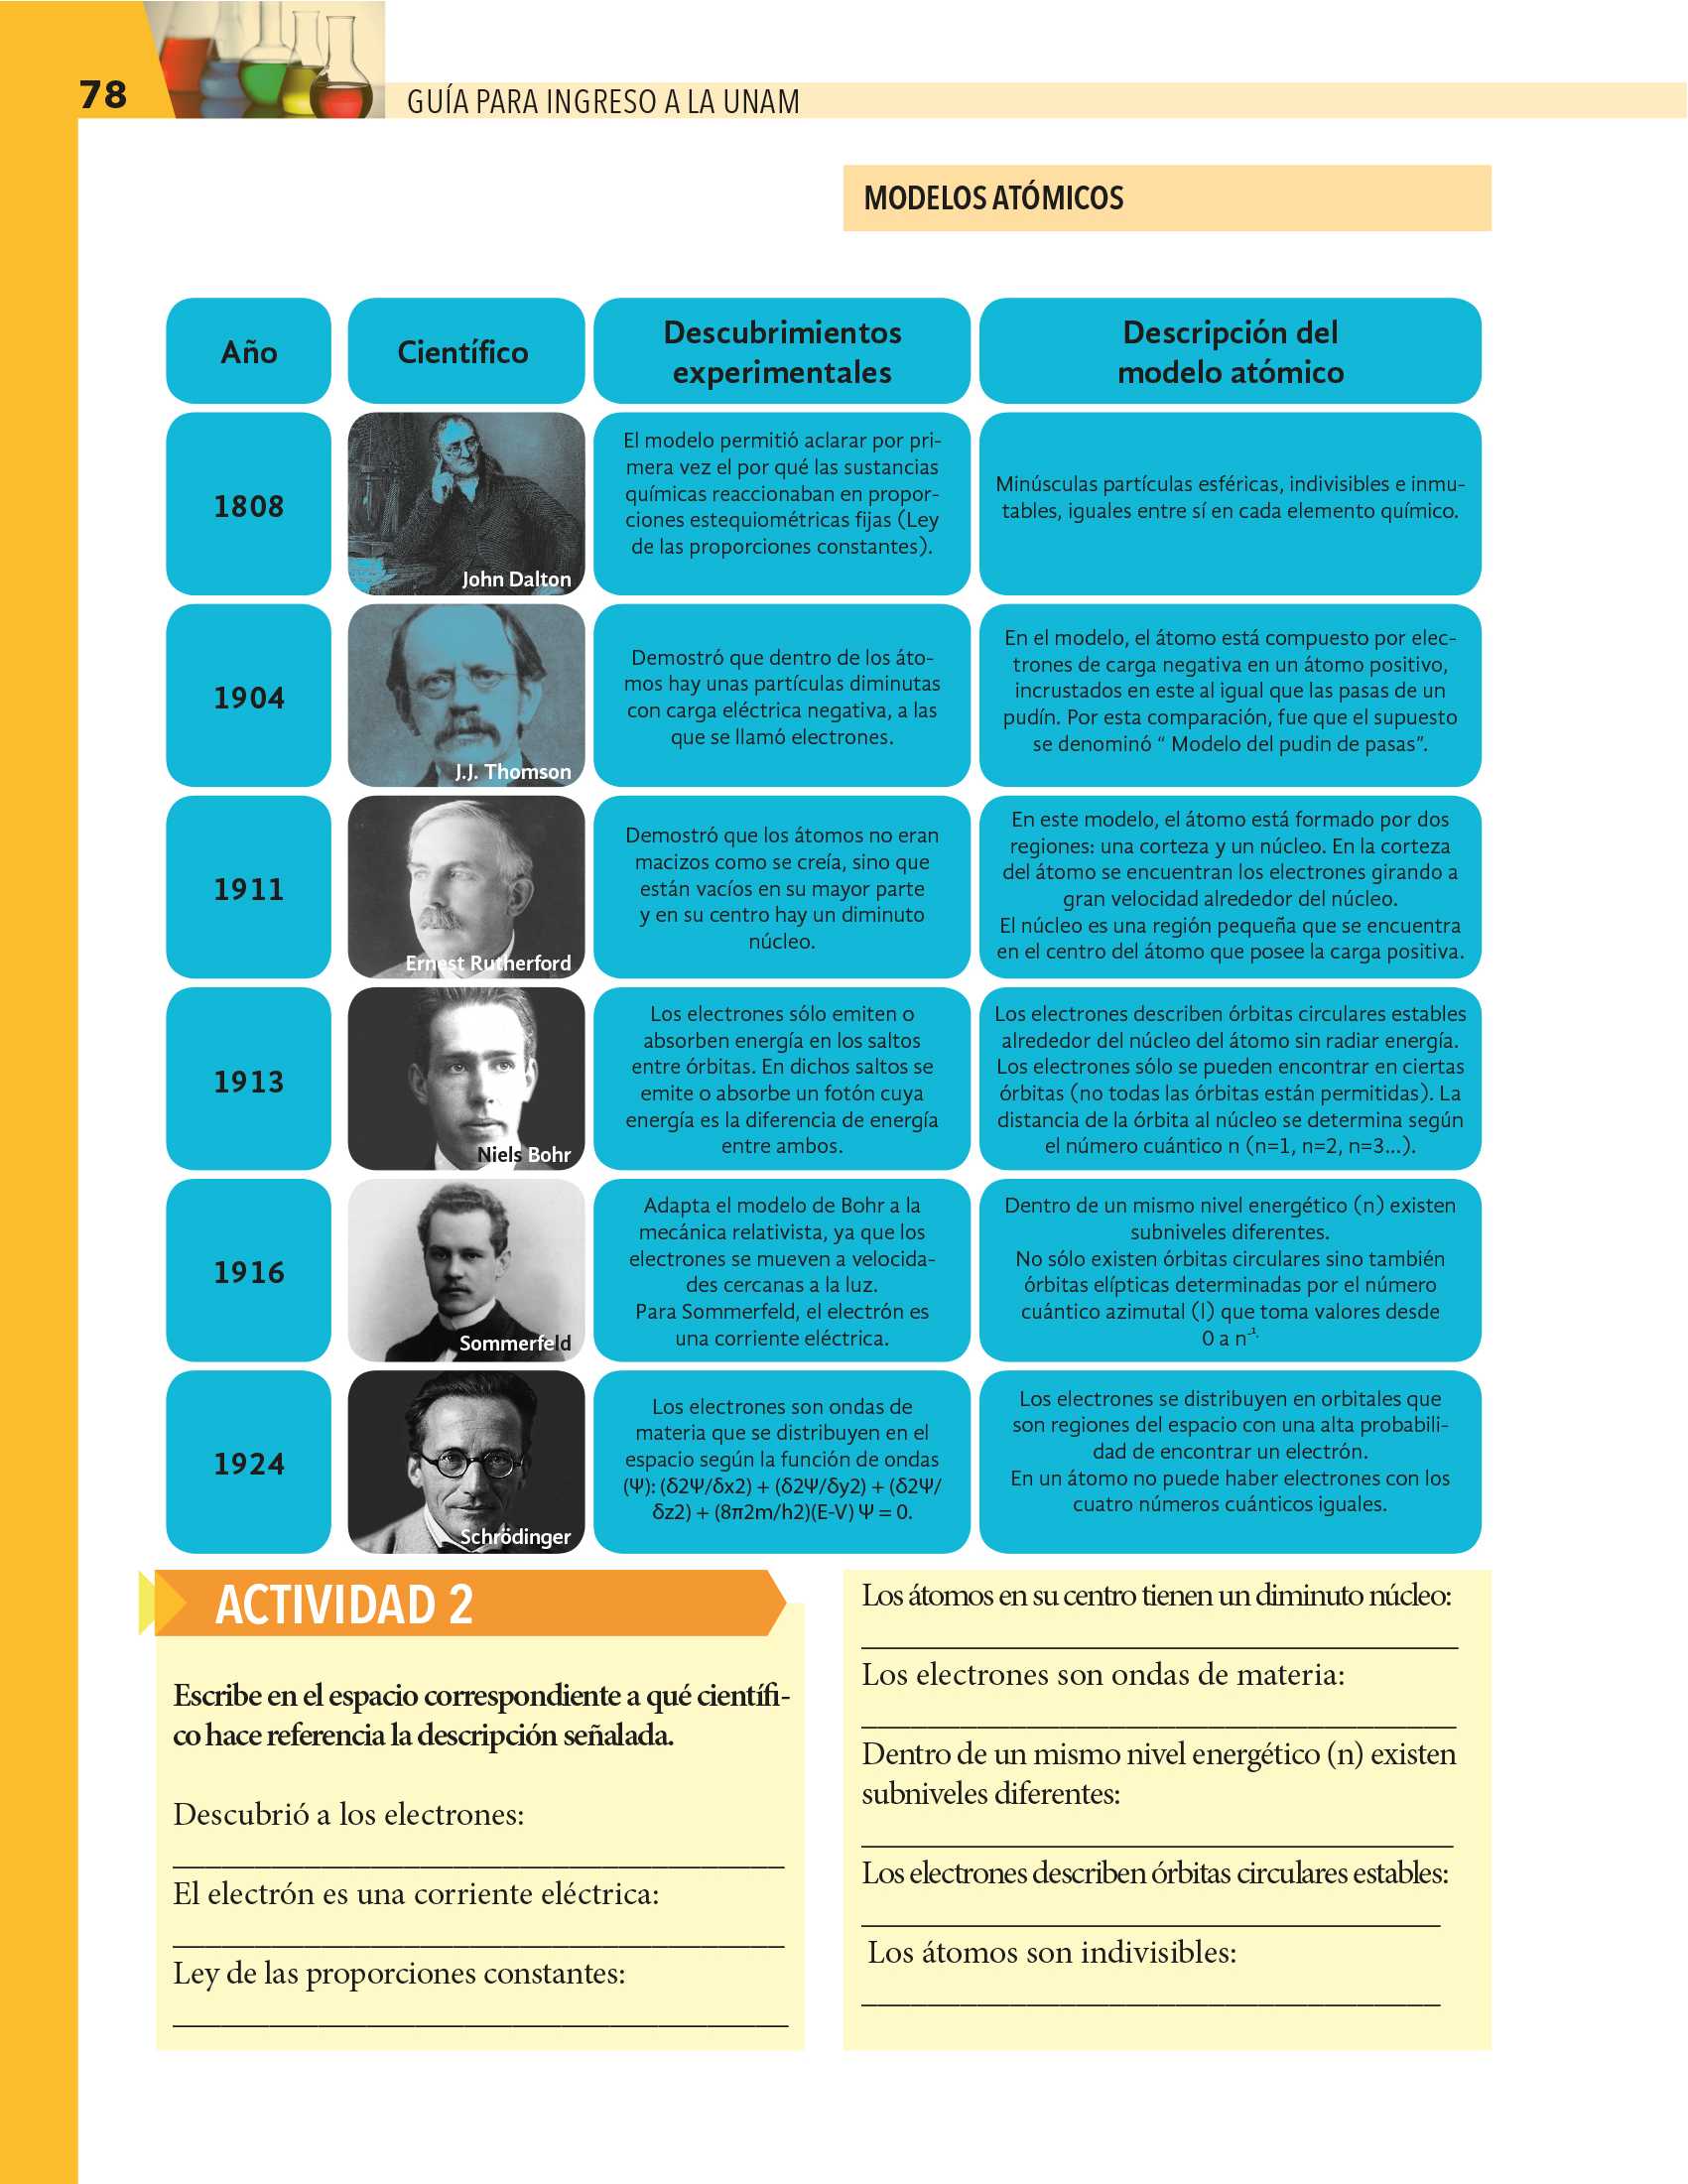 78
GUÍA PARA INGRESO A LA UNAM
MODELOS ATÓMICOS
Año
Científico
Descubrimientos
experimentales
Descripción del
modelo atómico
1808
John Dalton
El modelo permitió aclarar por pri-
mera vez el por qué las sustancias
químicas reaccionaban en propor-
ciones estequiométricas fijas (Ley
de las proporciones constantes).
Minúsculas partículas esféricas, indivisibles e inmu-
tables, iguales entre sí en cada elemento químico.
1904
J.J. Thomson
Demostró que dentro de los áto-
mos hay unas partículas diminutas
con carga eléctrica negativa, a las
que se llamó electrones.
En el modelo, el átomo está compuesto por elec-
trones de carga negativa en un átomo positivo,
incrustados en este al igual que las pasas de un
pudín. Por esta comparación, fue que el supuesto
se denominó “ Modelo del pudin de pasas”.
1911
Ernest Rutherford
Demostró que los átomos no eran
macizos como se creía, sino que
están vacíos en su mayor parte
y en su centro hay un diminuto
núcleo.
En este modelo, el átomo está formado por dos
regiones: una corteza y un núcleo. En la corteza
del átomo se encuentran los electrones girando a
gran velocidad alrededor del núcleo.
El núcleo es una región pequeña que se encuentra
en el centro del átomo que posee la carga positiva.
1913
Niels Bohr
Los electrones sólo emiten o
absorben energía en los saltos
entre órbitas. En dichos saltos se
emite o absorbe un fotón cuya
energía es la diferencia de energía
entre ambos.
Los electrones describen órbitas circulares estables
alrededor del núcleo del átomo sin radiar energía.
Los electrones sólo se pueden encontrar en ciertas
órbitas (no todas las órbitas están permitidas). La
distancia de la órbita al núcleo se determina según
el número cuántico n (n=1, n=2, n=3...).
1916
Sommerfeld
Adapta el modelo de Bohr a la
mecánica relativista, ya que los
electrones se mueven a velocida-
des cercanas a la luz.
Para Sommerfeld, el electrón es
una corriente eléctrica.
Dentro de un mismo nivel energético (n) existen
subniveles diferentes.
No sólo existen órbitas circulares sino también
órbitas elípticas determinadas por el número
cuántico azimutal (l) que toma valores desde
0 a n⁻¹.
1924
Schrödinger
Los electrones son ondas de
materia que se distribuyen en el
espacio según la función de ondas
(Ψ): (δ2Ψ/δx2) + (δ2Ψ/δy2) + (δ2Ψ/
δz2) + (8π2m/h2)(E-V) Ψ = 0.
Los electrones se distribuyen en orbitales que
son regiones del espacio con una alta probabili-
dad de encontrar un electrón.
En un átomo no puede haber electrones con los
cuatro números cuánticos iguales.
ACTIVIDAD 2
Escribe en el espacio correspondiente a qué científi-
co hace referencia la descripción señalada.
Descubrió a los electrones:
El electrón es una corriente eléctrica:
Ley de las proporciones constantes:
Los átomos en su centro tienen un diminuto núcleo:
Los electrones son ondas de materia:
Dentro de un mismo nivel energético (n) existen
subniveles diferentes:
Los electrones describen órbitas circulares estables:
Los átomos son indivisibles: